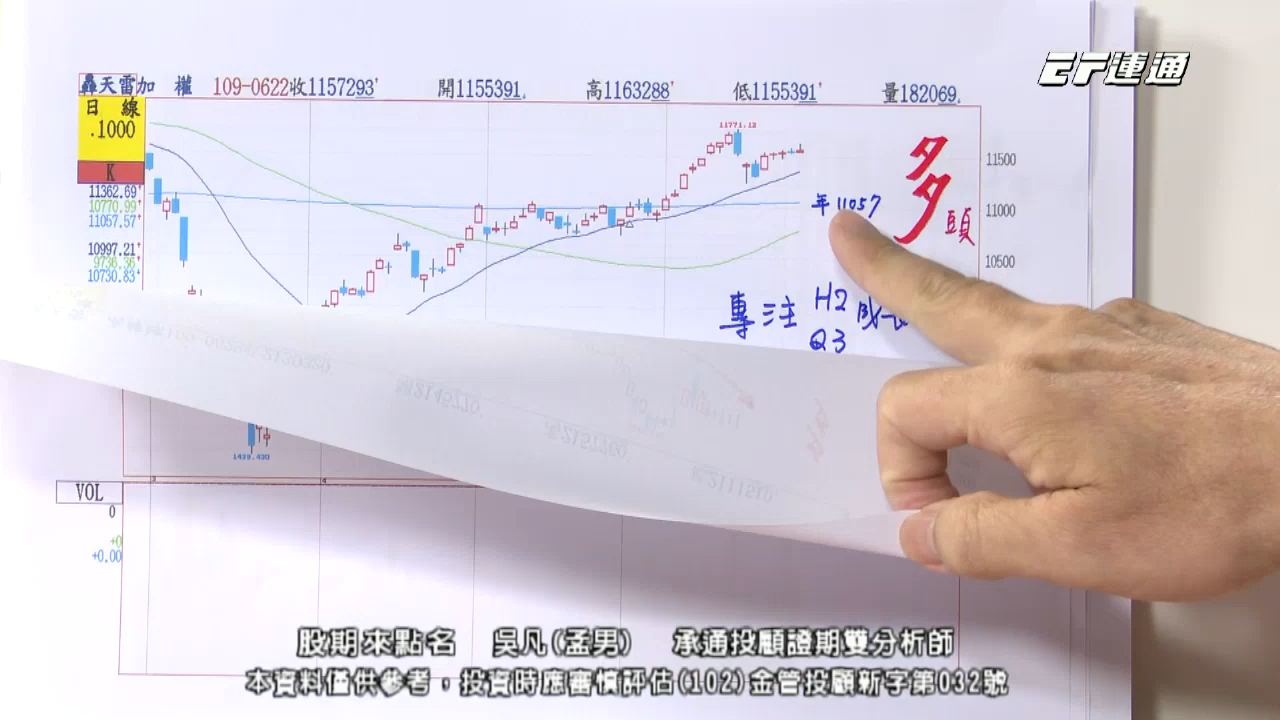 運通
轟天雷加 權 109-0622收1157293' 開1155391. 高1163288' 低1155391' 量182069.
日 線
.1000
K
11771.12
11500
11362.69'
10770.99'
11057.57'
年11057
多頭
11000
10997.21'
9736.36'
10730.83'
10500
專注 H2
Q3
VOL
0
+0
+0.00
股期來點名 吳凡(孟男) 承通投顧證期雙分析師
本資料僅供參考，投資時應審慎評估(102)金管投顧新字第032號